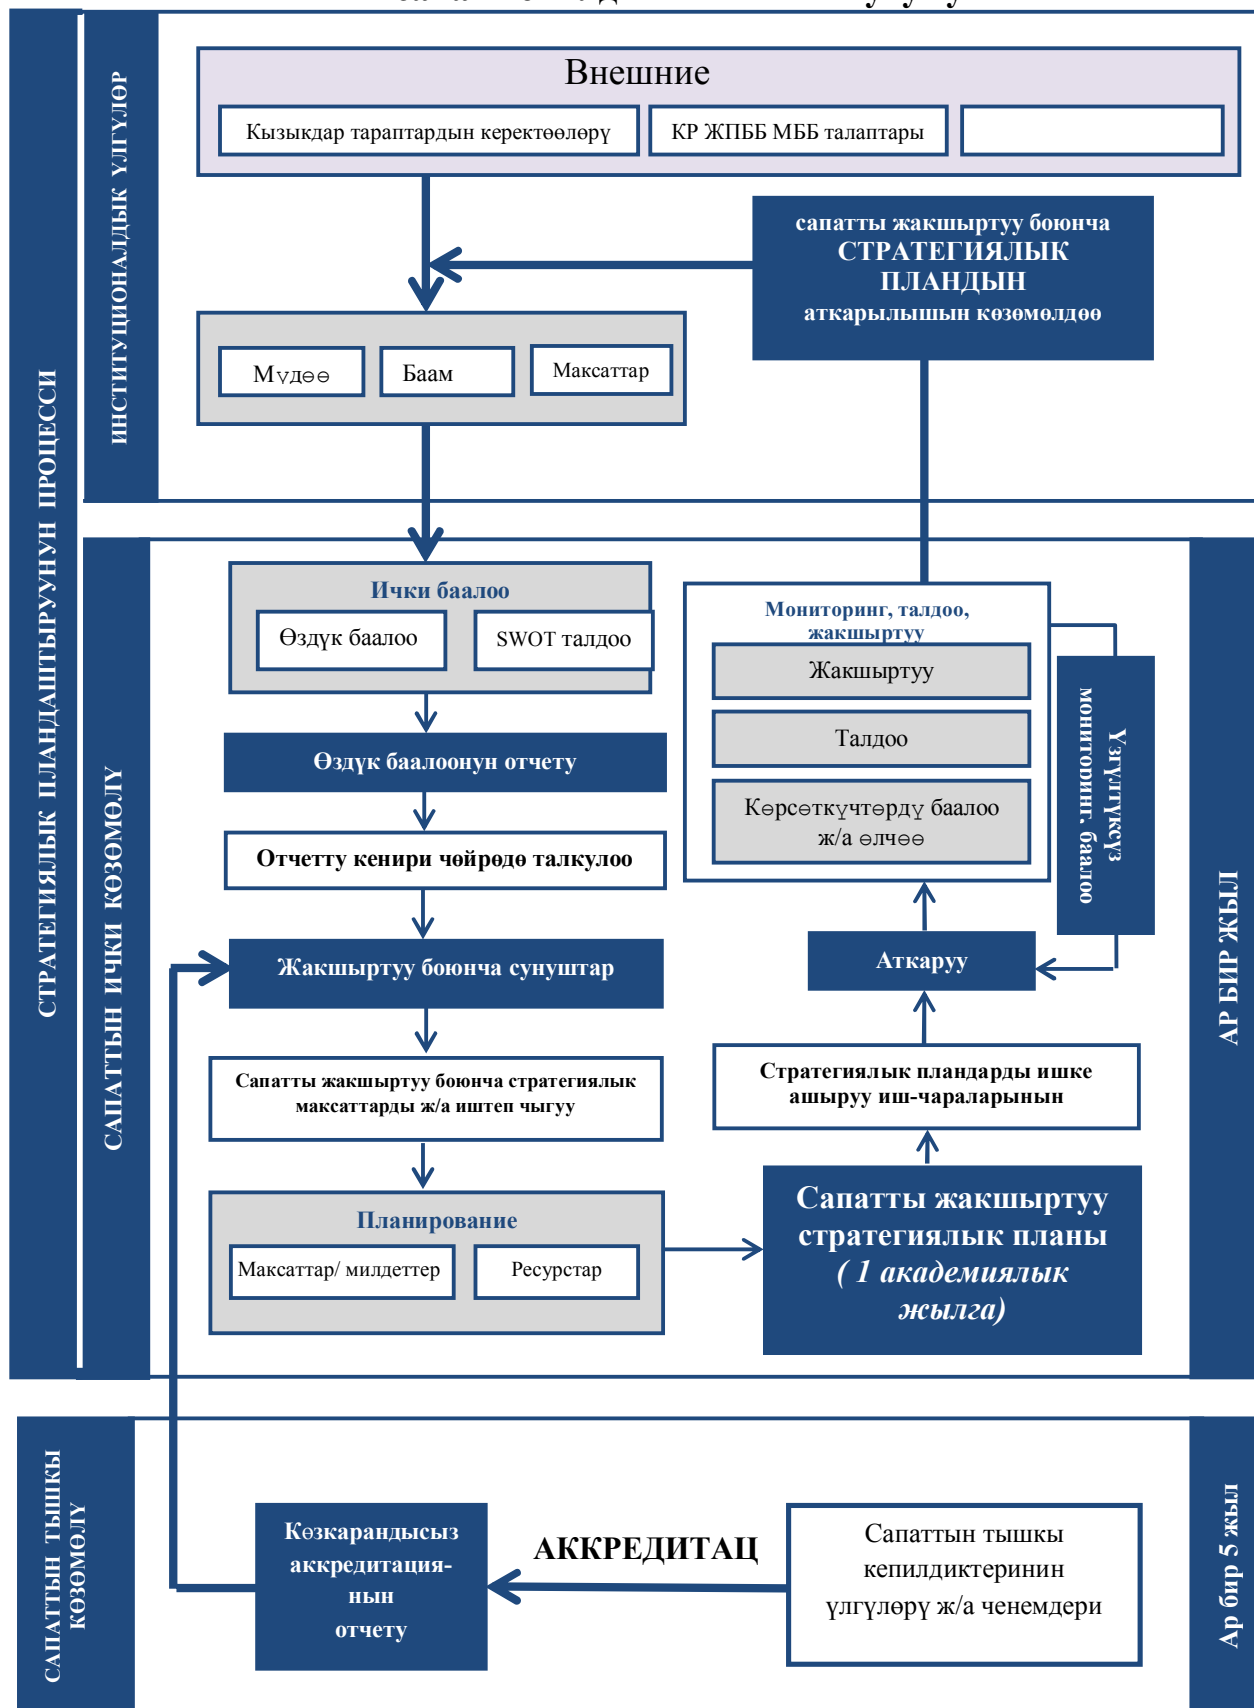 Внешние
Кызыкдар тараптардын керектөөлөрү
КР ЖПББ МББ талаптары
ИНСТИТУЦИОНАЛДЫК ҮЛГҮЛӨР
СТРАТЕГИЯЛЫК ПЛАНДАШТЫРУУНУН ПРОЦЕССИ
сапатты жакшыртуу боюнча
СТРАТЕГИЯЛЫК
ПЛАНДЫН
аткарылышын көзөмөлдөө
Мүдөө
Баам
Максаттар
САПАТТЫН ИЧКИ КӨЗӨМӨЛҮ
Ички баалоо
Өздүк баалоо
SWOT талдоо
Өздүк баалоонун отчету
Отчетту кенири чөйрөдө талкулоо
Жакшыртуу боюнча сунуштар
Сапатты жакшыртуу боюнча стратегиялык
максаттарды ж/а иштеп чыгуу
Планирование
Максаттар/ милдеттер
Ресурстар
Мониторинг, талдоо,
жакшыртуу
Жакшыртуу
Талдоо
Көрсөткүчтөрдү баалоо
ж/а өлчөө
Үзгүлтүксүз
мониторинг, баалоо
Аткаруу
Стратегиялык пландарды ишке
ашыруу иш-чараларынын
Сапатты жакшыртуу
стратегиялык планы
( 1 академиялык
жылга)
АР БИР ЖЫЛ
САПАТТЫН ТЫШКЫ
КӨЗӨМӨЛҮ
Көзкарандысыз
аккредитация-
нын
отчету
АККРЕДИТАЦ
Сапаттын тышкы
кепилдиктеринин
үлгүлөрү ж/а ченемдери
Ар бир 5 жыл